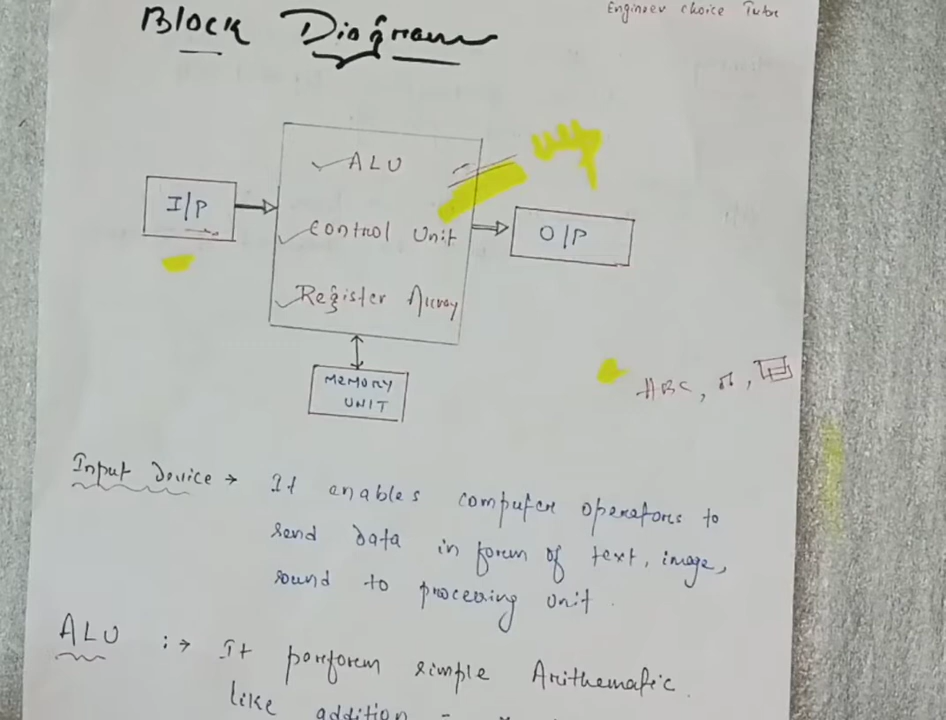 Engineer choice Tutor
Block Diagram
ALU
I/P
Control Unit
O/P
Register Array
MEMORY
UNIT
ABC,
Input Device → It enables computer operators to
send data in form of text, image,
sound to processing unit.
ALU :→ It perform simple Arithematic.
like addition